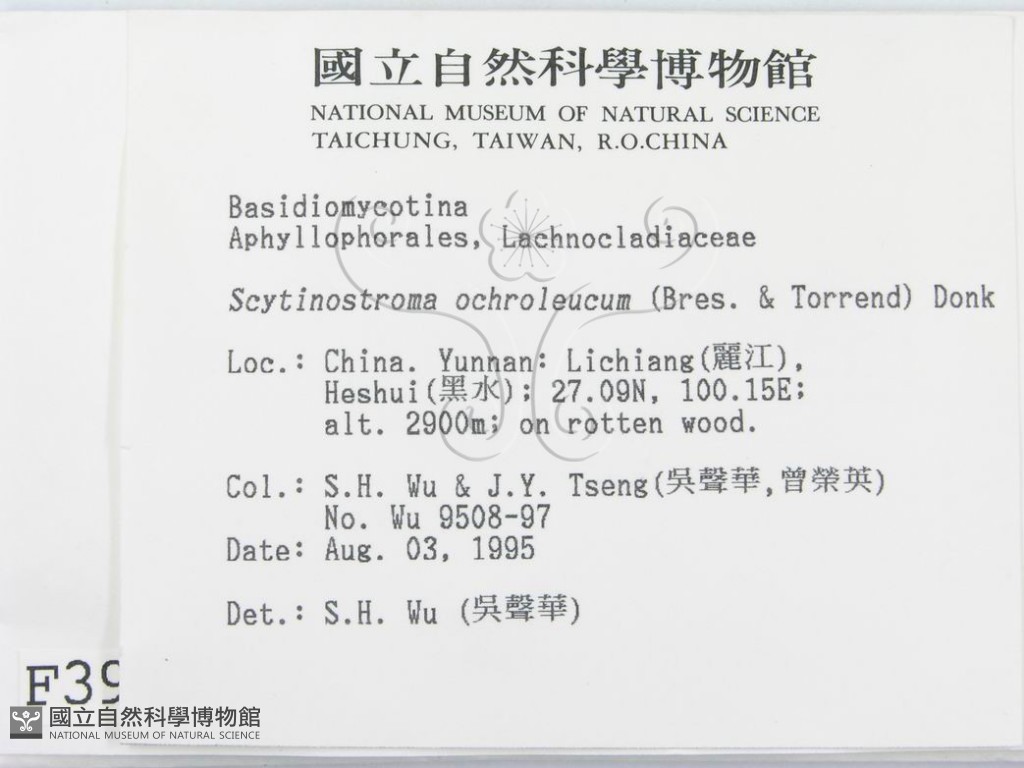 國立自然科學博物館
NATIONAL MUSEUM OF NATURAL SCIENCE
TAICHUNG, TAIWAN, R.O.CHINA
Basidiomycotina
Aphyllophorales, Lachnocladiaceae
Scytinostroma ochroleucum (Bres. & Torrend) Donk
Loc.: China. Yunnan: Lichiang(麗江),
Heshui(黑水); 27.09N, 100.15E;
alt. 2900m; on rotten wood.
Col.: S.H. Wu & J.Y. Tseng(吳聲華,曾榮英)
No. Wu 9508-97
Date: Aug. 03, 1995
Det.: S.H. Wu (吳聲華)
F39
國立自然科學博物館
NATIONAL MUSEUM OF NATURAL SCIENCE